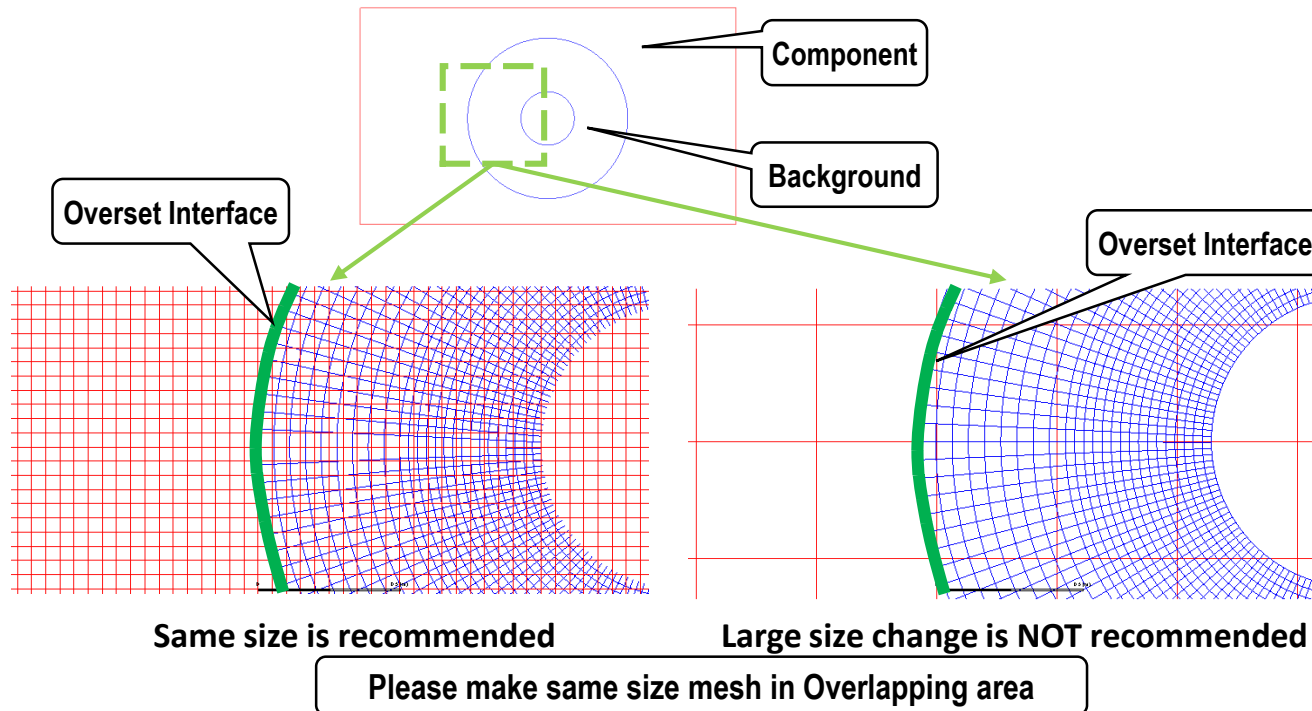 Component
Background
Overset Interface
Overset Interface
Same size is recommended
Large size change is NOT recommended
Please make same size mesh in Overlapping area